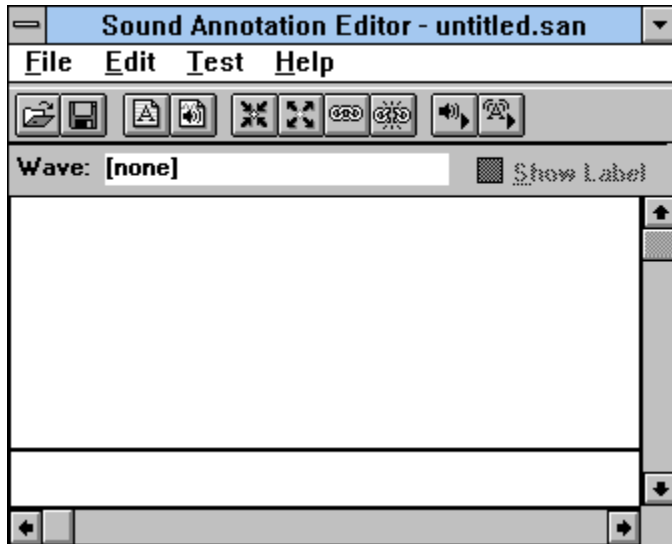 Sound Annotation Editor - untitled.san
File Edit Test Help
A A
Wave: [none] Show Label